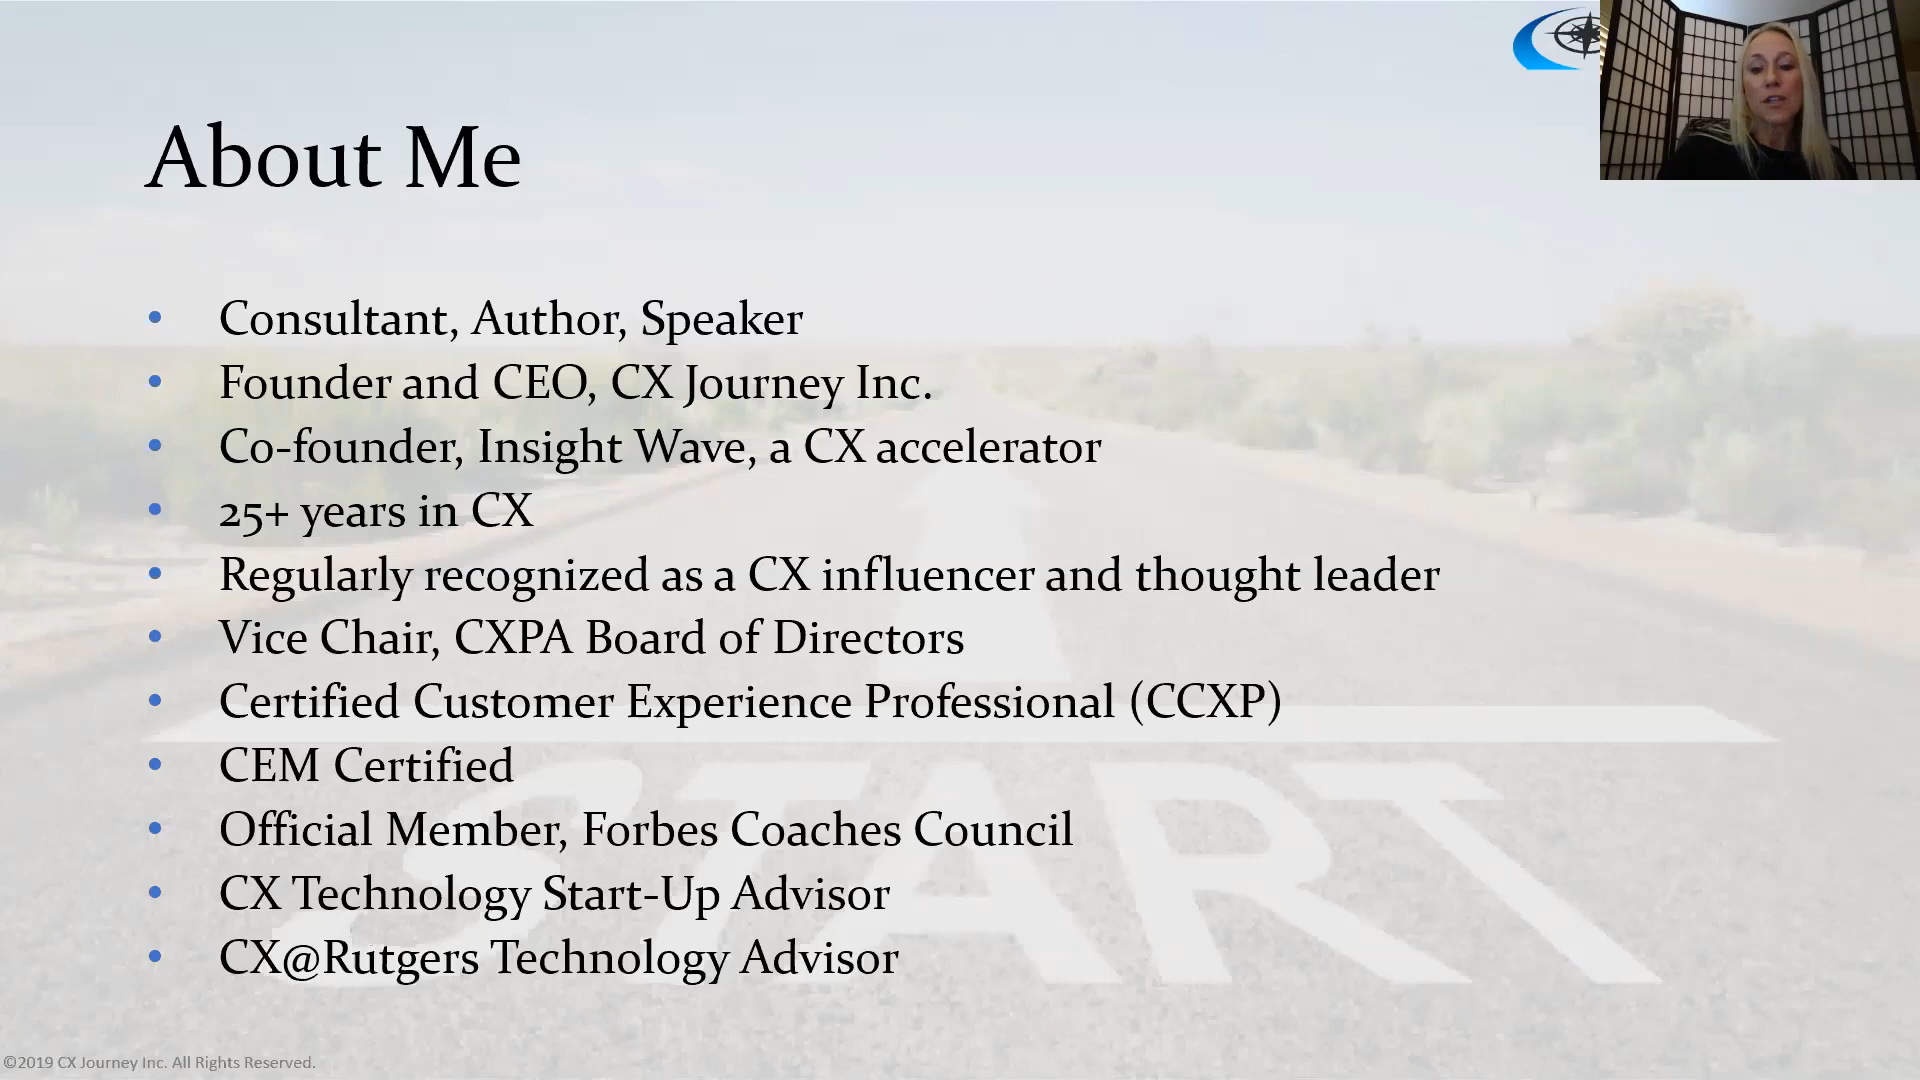 About Me
• Consultant, Author, Speaker
• Founder and CEO, CX Journey Inc.
• Co-founder, Insight Wave, a CX accelerator
• 25+ years in CX
• Regularly recognized as a CX influencer and thought leader
• Vice Chair, CXPA Board of Directors
• Certified Customer Experience Professional (CCXP)
• CEM Certified
• Official Member, Forbes Coaches Council
• CX Technology Start-Up Advisor
• CX@Rutgers Technology Advisor
START
©2019 CX Journey Inc. All Rights Reserved.